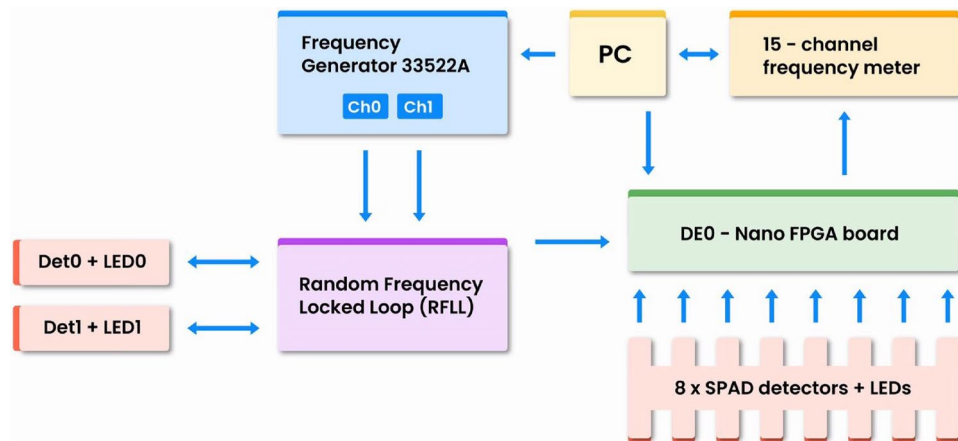 Frequency
Generator 33522A
Ch0 Ch1
PC
15 - channel
frequency meter
DE0 - Nano FPGA board
Det0 + LED0
Det1 + LED1
Random Frequency
Locked Loop (RFLL)
8 x SPAD detectors + LEDs